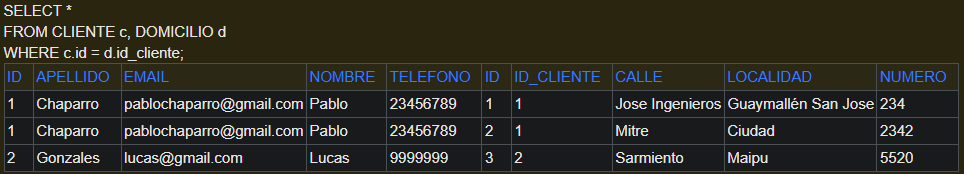 SELECT *
FROM CLIENTE c, DOMICILIO d
WHERE c.id = d.id_cliente;
ID APELLIDO EMAIL NOMBRE TELEFONO ID ID_CLIENTE CALLE LOCALIDAD NUMERO
1 Chaparro pablochaparro@gmail.com Pablo 23456789 1 1 Jose Ingenieros Guaymallén San Jose 234
1 Chaparro pablochaparro@gmail.com Pablo 23456789 2 1 Mitre Ciudad 2342
2 Gonzales lucas@gmail.com Lucas 9999999 3 2 Sarmiento Maipu 5520